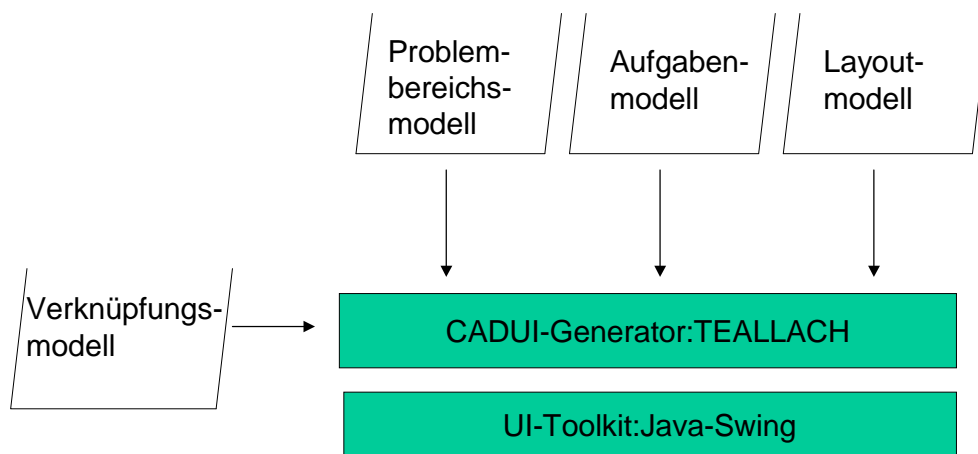 Problem-
bereichs-
modell
Aufgaben-
modell
Layout-
modell
Verknüpfungs-
modell
CADUI-Generator:TEALLACH
UI-Toolkit:Java-Swing